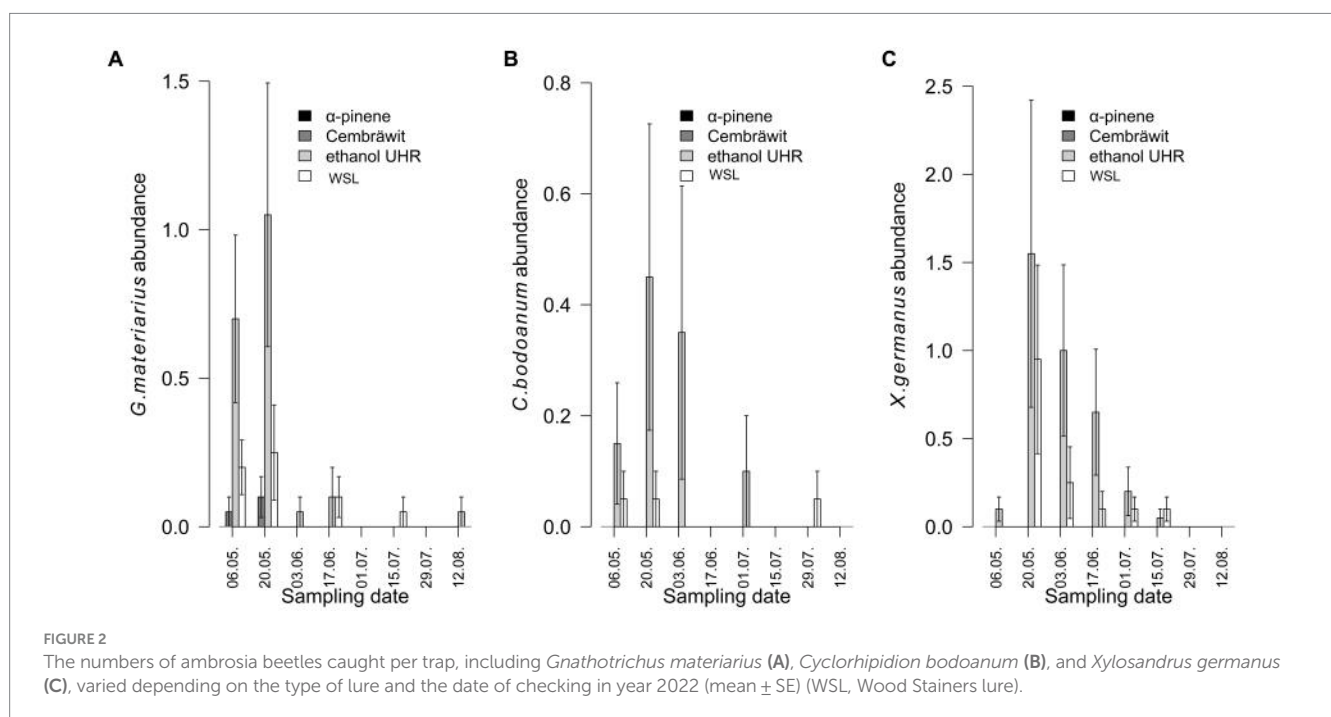 A
1.5
1.0
0.5
0.0
G.materiarius abundance
α-pinene
Cembräwit
ethanol UHR
WSL
06.05.
20.05.
03.06.
17.06.
01.07.
15.07.
29.07.
12.08.
Sampling date
B
0.8
0.6
0.4
0.2
0.0
C.bodoanum abundance
α-pinene
Cembräwit
ethanol UHR
WSL
06.05.
20.05.
03.06.
17.06.
01.07.
15.07.
29.07.
12.08.
Sampling date
C
2.5
2.0
1.5
1.0
0.5
0.0
X.germanus abundance
α-pinene
Cembräwit
ethanol UHR
WSL
06.05.
20.05.
03.06.
17.06.
01.07.
15.07.
29.07.
12.08.
Sampling date
FIGURE 2
The numbers of ambrosia beetles caught per trap, including Gnathotrichus materiarius (A), Cyclorhipidion bodoanum (B), and Xylosandrus germanus
(C), varied depending on the type of lure and the date of checking in year 2022 (mean ± SE) (WSL, Wood Stainers lure).